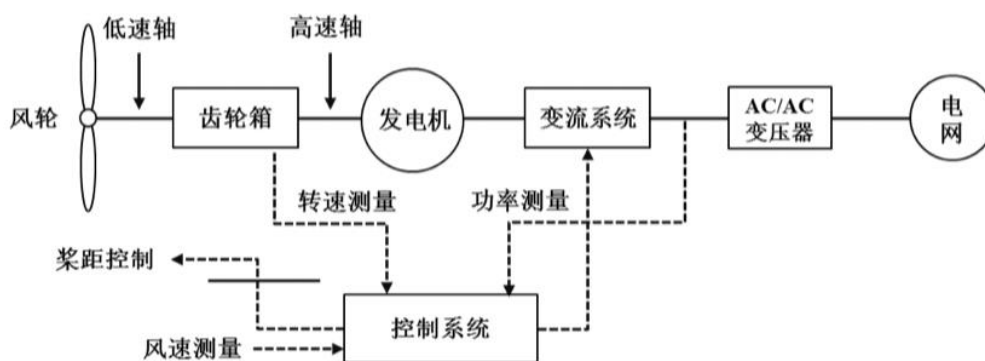 低速轴
高速轴
风轮
齿轮箱
发电机
变流系统
AC/AC
变压器
电
网
转速测量
功率测量
桨距控制
控制系统
风速测量